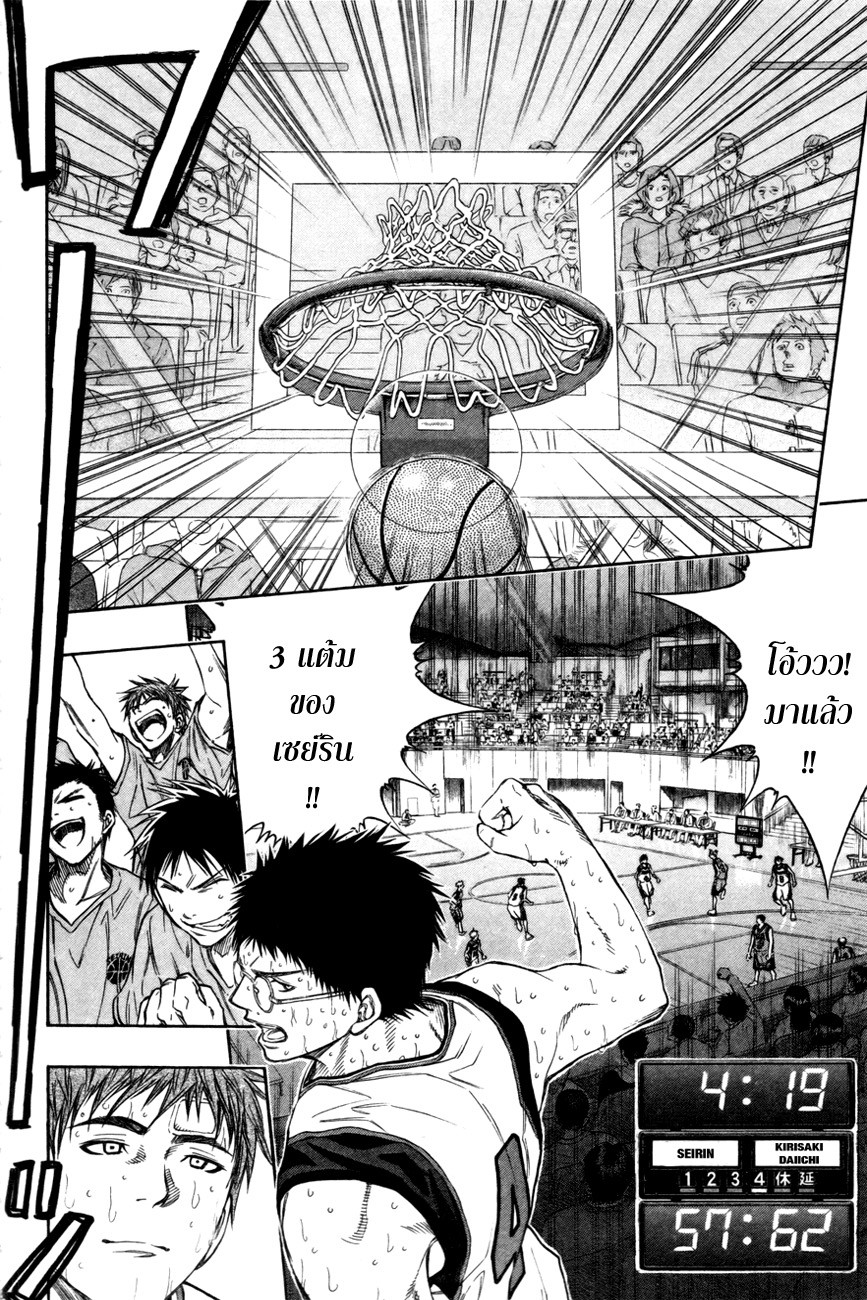 โอ้ววว!
มาแล้ว
!!
3 แต้ม
ของ
เซย์ริน
!!
4:19
SEIRIN
KIRISAKI
DAIICHI
1 2 3 4 休 延
57:62